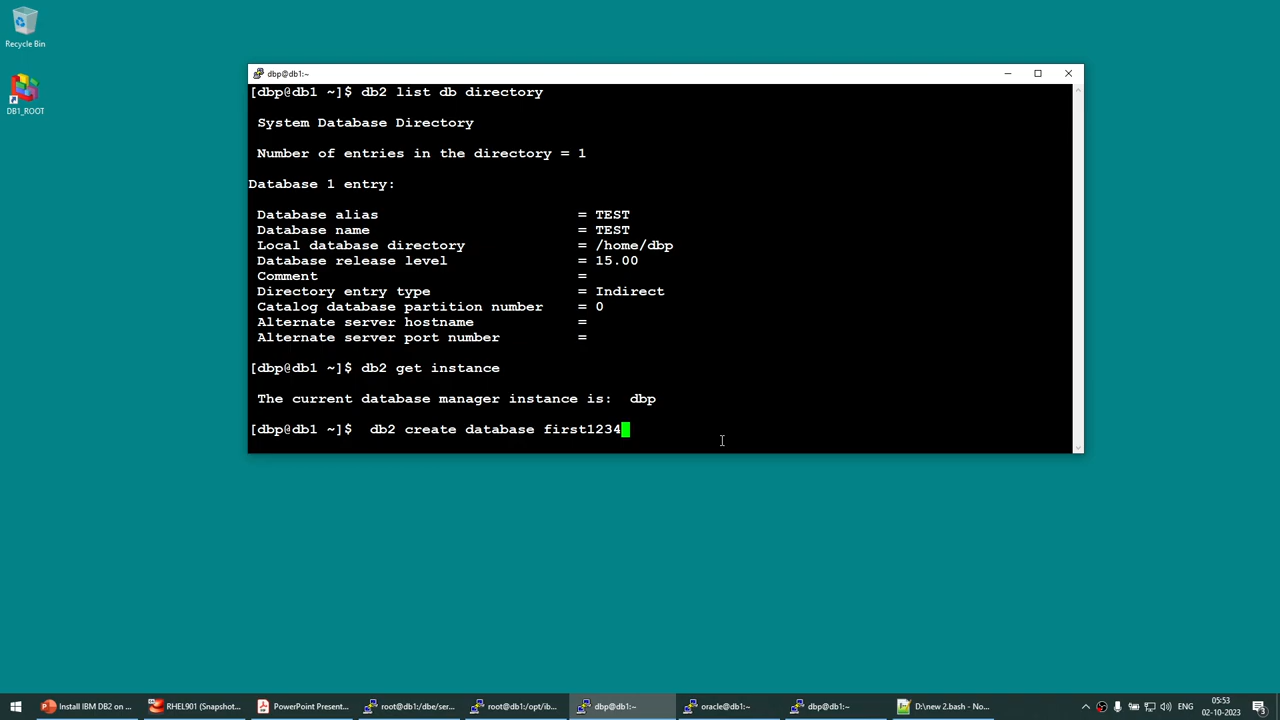 Recycle Bin
DB1_ROOT
dbp@db1:~
[dbp@db1 ~]$ db2 list db directory
System Database Directory
Number of entries in the directory = 1
Database 1 entry:
Database alias = TEST
Database name = TEST
Local database directory = /home/dbp
Database release level = 15.00
Comment =
Directory entry type = Indirect
Catalog database partition number = 0
Alternate server hostname =
Alternate server port number =
[dbp@db1 ~]$ db2 get instance
The current database manager instance is: dbp
[dbp@db1 ~]$ db2 create database first1234
Install IBM DB2 on ...
RHEL901 (Snapshot...
PowerPoint Present...
root@db1:/dbe/ser...
root@db1:/opt/ib...
dbp@db1:~
oracle@db1:~
dbp@db1:~
D:\new 2.bash - No...
ENG
05:53
02-10-2023